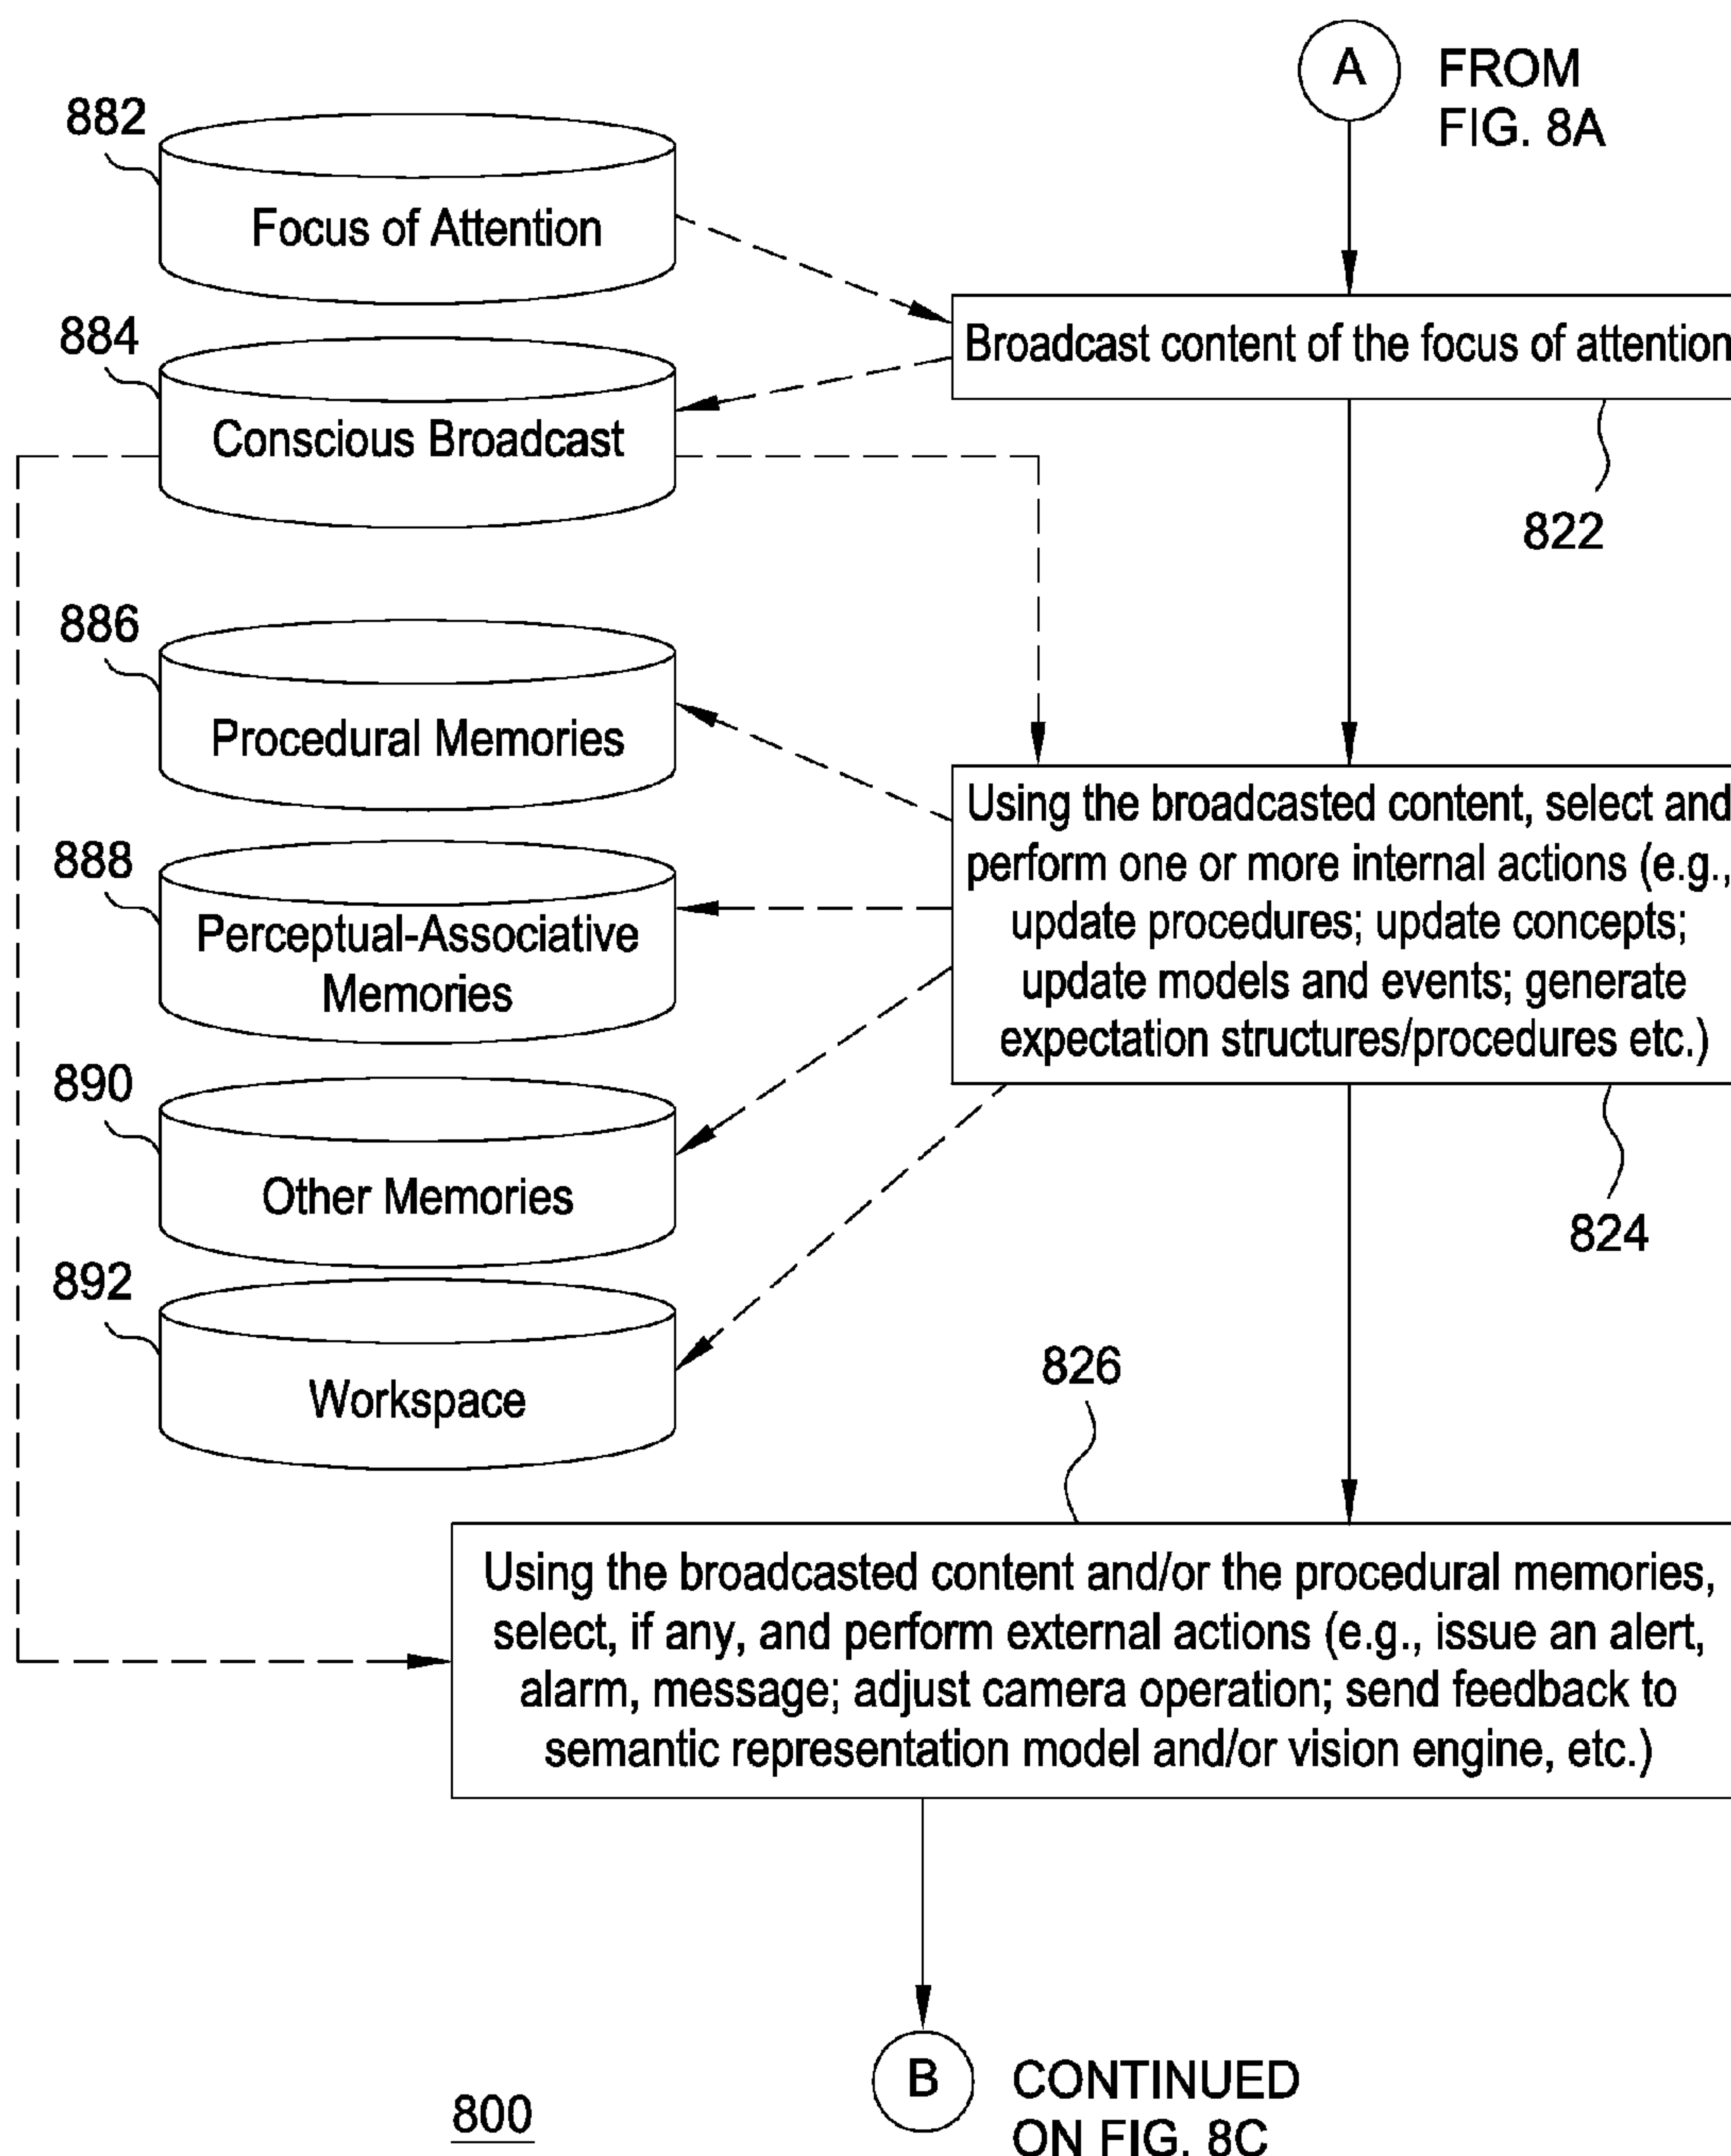 A
FROM
FIG. 8A
882
Focus of Attention
884
Broadcast content of the focus of attention
Conscious Broadcast
822
886
Procedural Memories
Using the broadcasted content, select and
perform one or more internal actions (e.g.,
update procedures; update concepts;
update models and events; generate
expectation structures/procedures etc.)
888
Perceptual-Associative
Memories
890
Other Memories
824
892
Workspace
826
Using the broadcasted content and/or the procedural memories,
select, if any, and perform external actions (e.g., issue an alert,
alarm, message; adjust camera operation; send feedback to
semantic representation model and/or vision engine, etc.)
B
CONTINUED
ON FIG. 8C
800